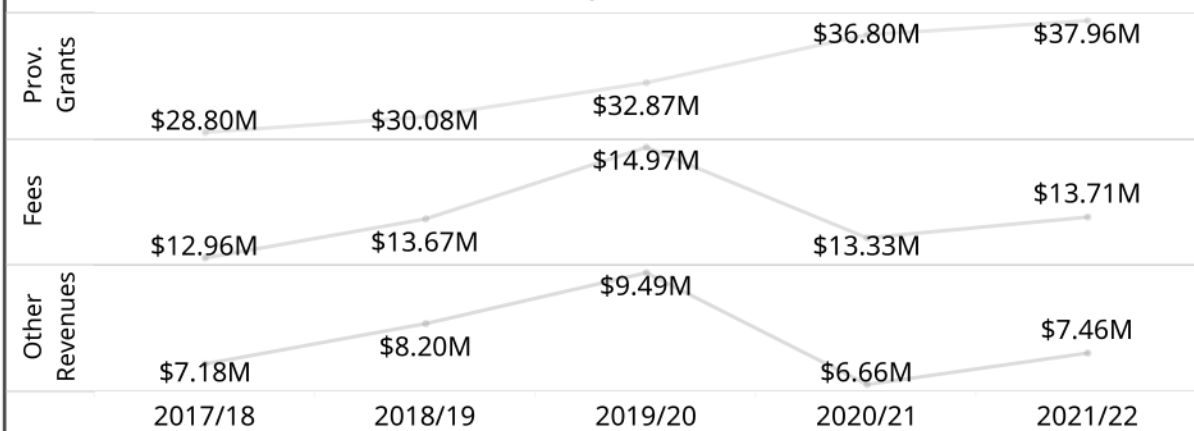 Prov.
Grants
$28.80M
$30.08M
$32.87M
$36.80M
$37.96M
Fees
$12.96M
$13.67M
$14.97M
$13.33M
$13.71M
Other
Revenues
$7.18M
$8.20M
$9.49M
$6.66M
$7.46M
2017/18 2018/19 2019/20 2020/21 2021/22